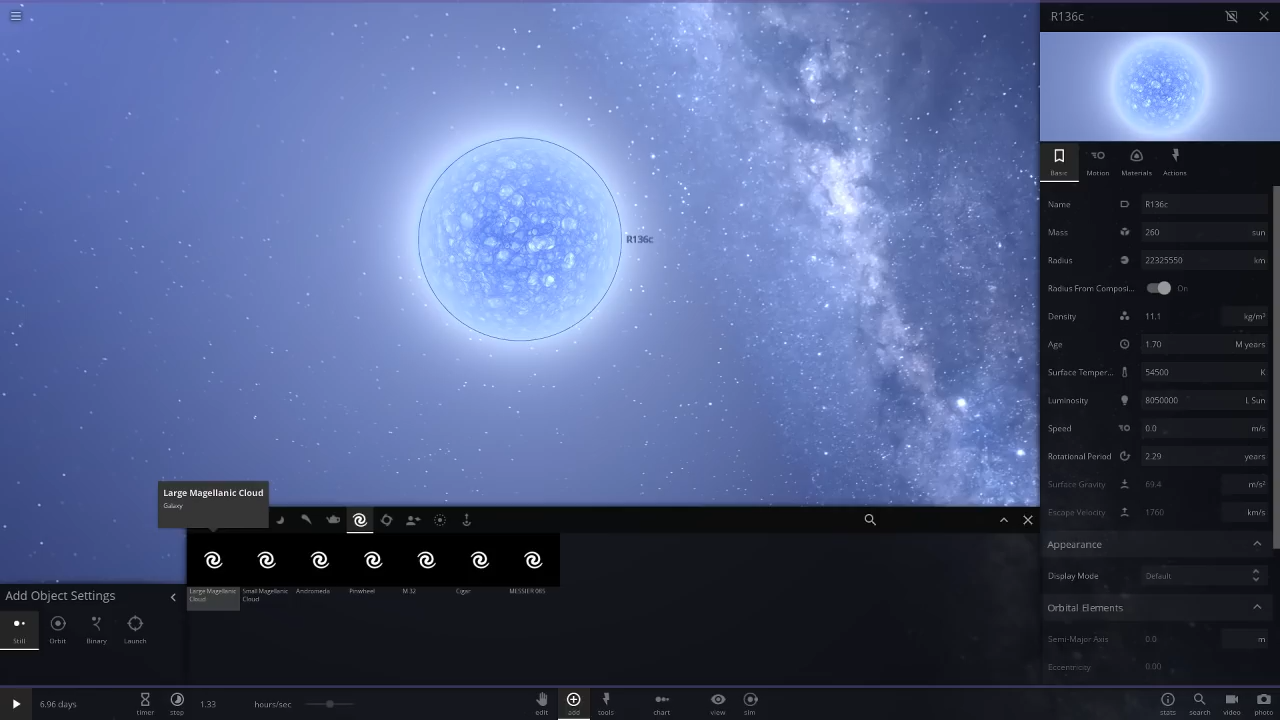 R136c
R136c
Basic
Motion
Materials
Actions
Name R136c
Mass 260 sun
Radius 22325550 km
Radius From Composi... On
Density 11.1 kg/m³
Age 1.70 M years
Surface Temper... 54500 K
Luminosity 8050000 L Sun
Speed 0.0 m/s
Rotational Period 2.29 years
Surface Gravity 69.4 m/s²
Escape Velocity 1760 km/s
Appearance
Display Mode Default
Orbital Elements
Semi-Major Axis 0.0 m
Eccentricity 0.00
Large Magellanic Cloud
Galaxy
Large Magellanic
Cloud
Small Magellanic
Cloud
Andromeda
Pinwheel
M 32
Cigar
MESSIER 085
Add Object Settings
Still
Orbit
Binary
Launch
6.96 days
timer
step
1.33
hours/sec
edit
add
tools
chart
view
sim
stats
search
video
photo